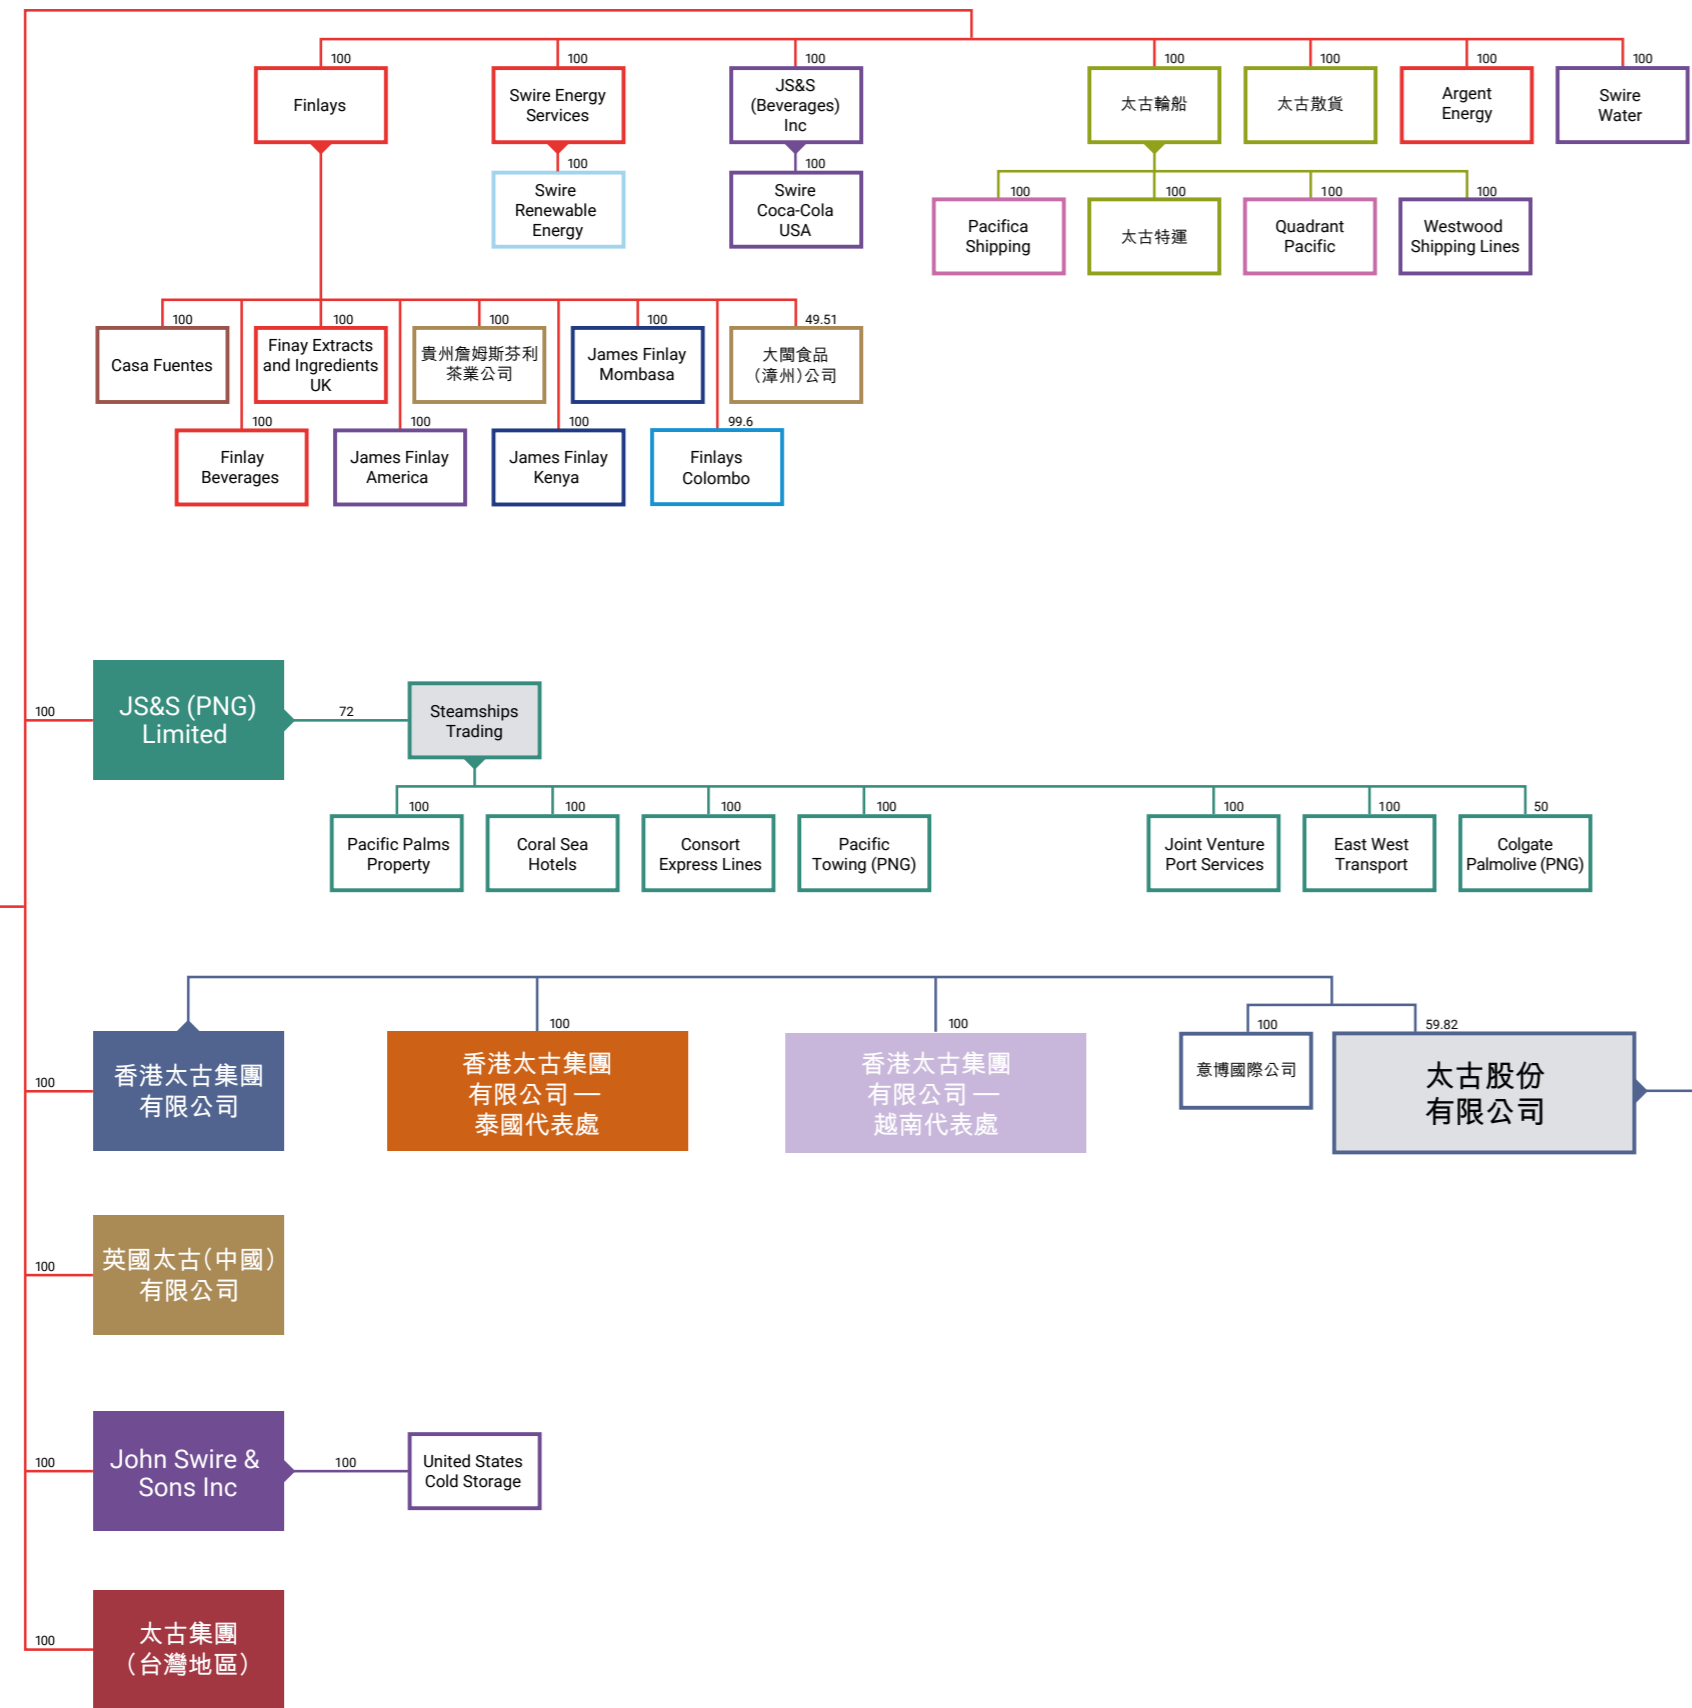 100
100
100
100
100
100
100
Finlays
Swire Energy
Services
JS&S
(Beverages)
Inc
太古輪船
太古散貨
Argent
Energy
Swire
Water
100
100
Swire
Renewable
Energy
Swire
Coca-Cola
USA
100
100
100
100
Pacifica
Shipping
太古特運
Quadrant
Pacific
Westwood
Shipping Lines
100
100
100
100
49.51
Casa Fuentes
Finay Extracts
and Ingredients
UK
貴州詹姆斯芬利
茶業公司
James Finlay
Mombasa
大閩食品
（漳州）公司
100
100
100
99.6
Finlay
Beverages
James Finlay
America
James Finlay
Kenya
Finlays
Colombo
100
JS&S (PNG)
Limited
72
Steamships
Trading
100
100
100
100
100
100
50
Pacific Palms
Property
Coral Sea
Hotels
Consort
Express Lines
Pacific
Towing (PNG)
Joint Venture
Port Services
East West
Transport
Colgate
Palmolive (PNG)
100
香港太古集團
有限公司
100
香港太古集團
有限公司 —
泰國代表處
100
香港太古集團
有限公司 —
越南代表處
100
意博國際公司
59.82
太古股份
有限公司
100
英國太古（中國）
有限公司
100
John Swire &
Sons Inc
100
United States
Cold Storage
100
太古集團
（台灣地區）